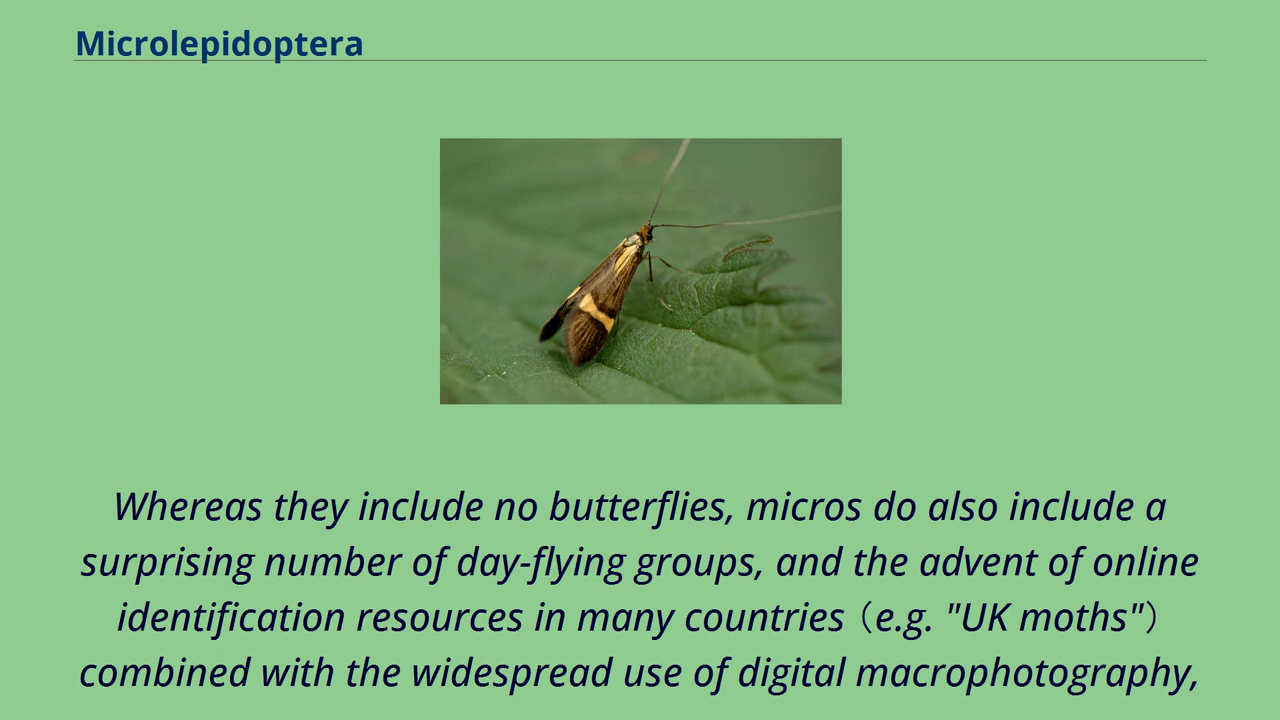 Microlepidoptera
Whereas they include no butterflies, micros do also include a
surprising number of day-flying groups, and the advent of online
identification resources in many countries（e.g. "UK moths"）
combined with the widespread use of digital macrophotography,